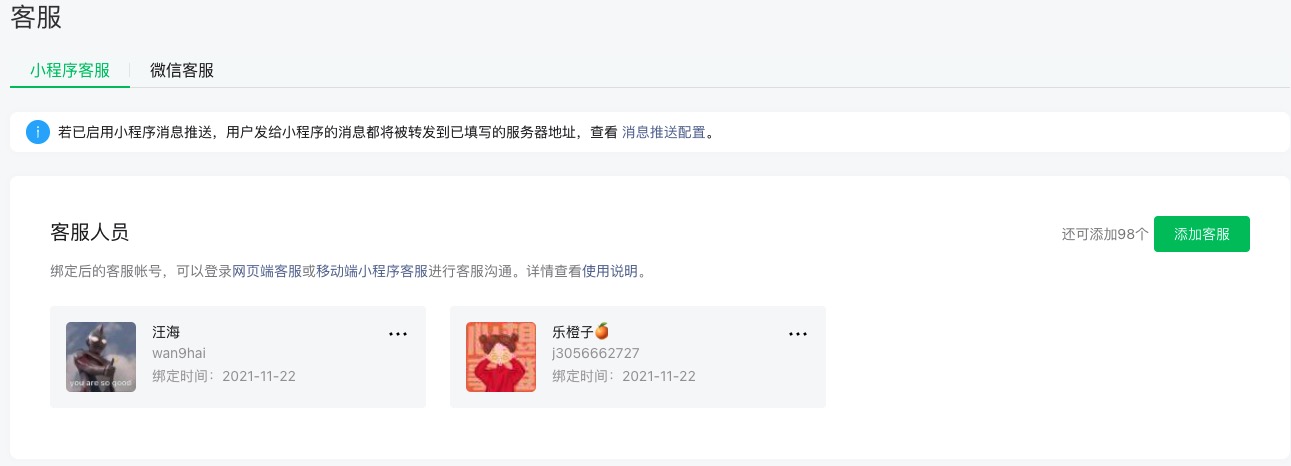 客服
小程序客服 微信客服
若已启用小程序消息推送，用户发给小程序的消息都将被转发到已填写的服务器地址，查看 消息推送配置。
客服人员
还可添加98个 添加客服
绑定后的客服帐号，可以登录网页端客服或移动端小程序客服进行客服沟通。详情查看使用说明。
you are so good
汪海
wan9hai
绑定时间：2021-11-22
乐橙子🍊
j3056662727
绑定时间：2021-11-22